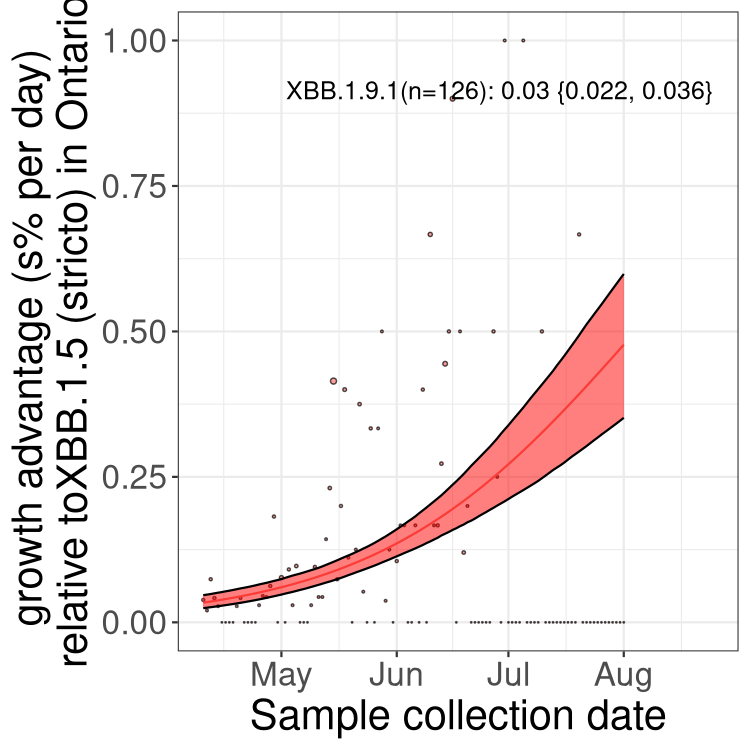 growth advantage (s% per day)
relative toXBB.1.5 (stricto) in Ontario
1.00
0.75
0.50
0.25
0.00
XBB.1.9.1(n=126): 0.03 {0.022, 0.036}
May Jun Jul Aug
Sample collection date